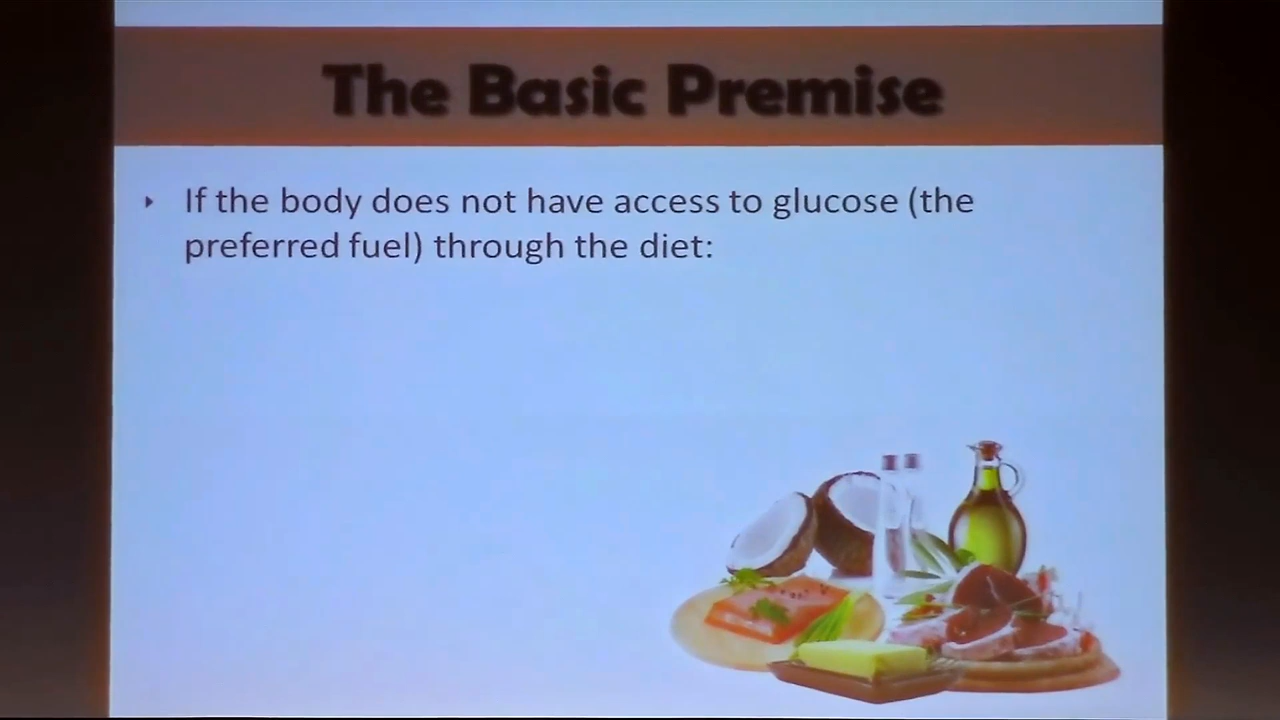 The Basic Premise
If the body does not have access to glucose (the
preferred fuel) through the diet: